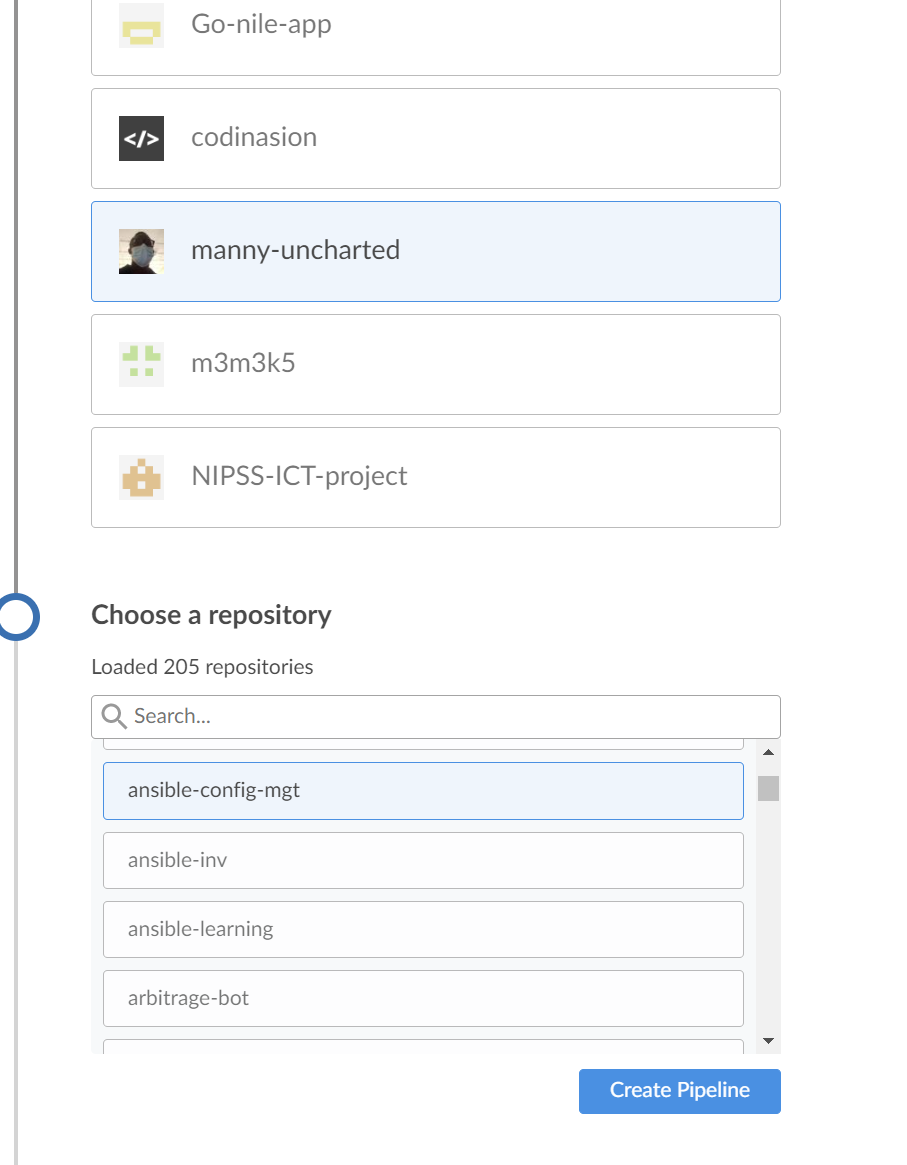 Go-nile-app
</>
codinasion
manny-uncharted
m3m3k5
NIPSS-ICT-project
Choose a repository
Loaded 205 repositories
Search...
ansible-config-mgt
ansible-inv
ansible-learning
arbitrage-bot
Create Pipeline